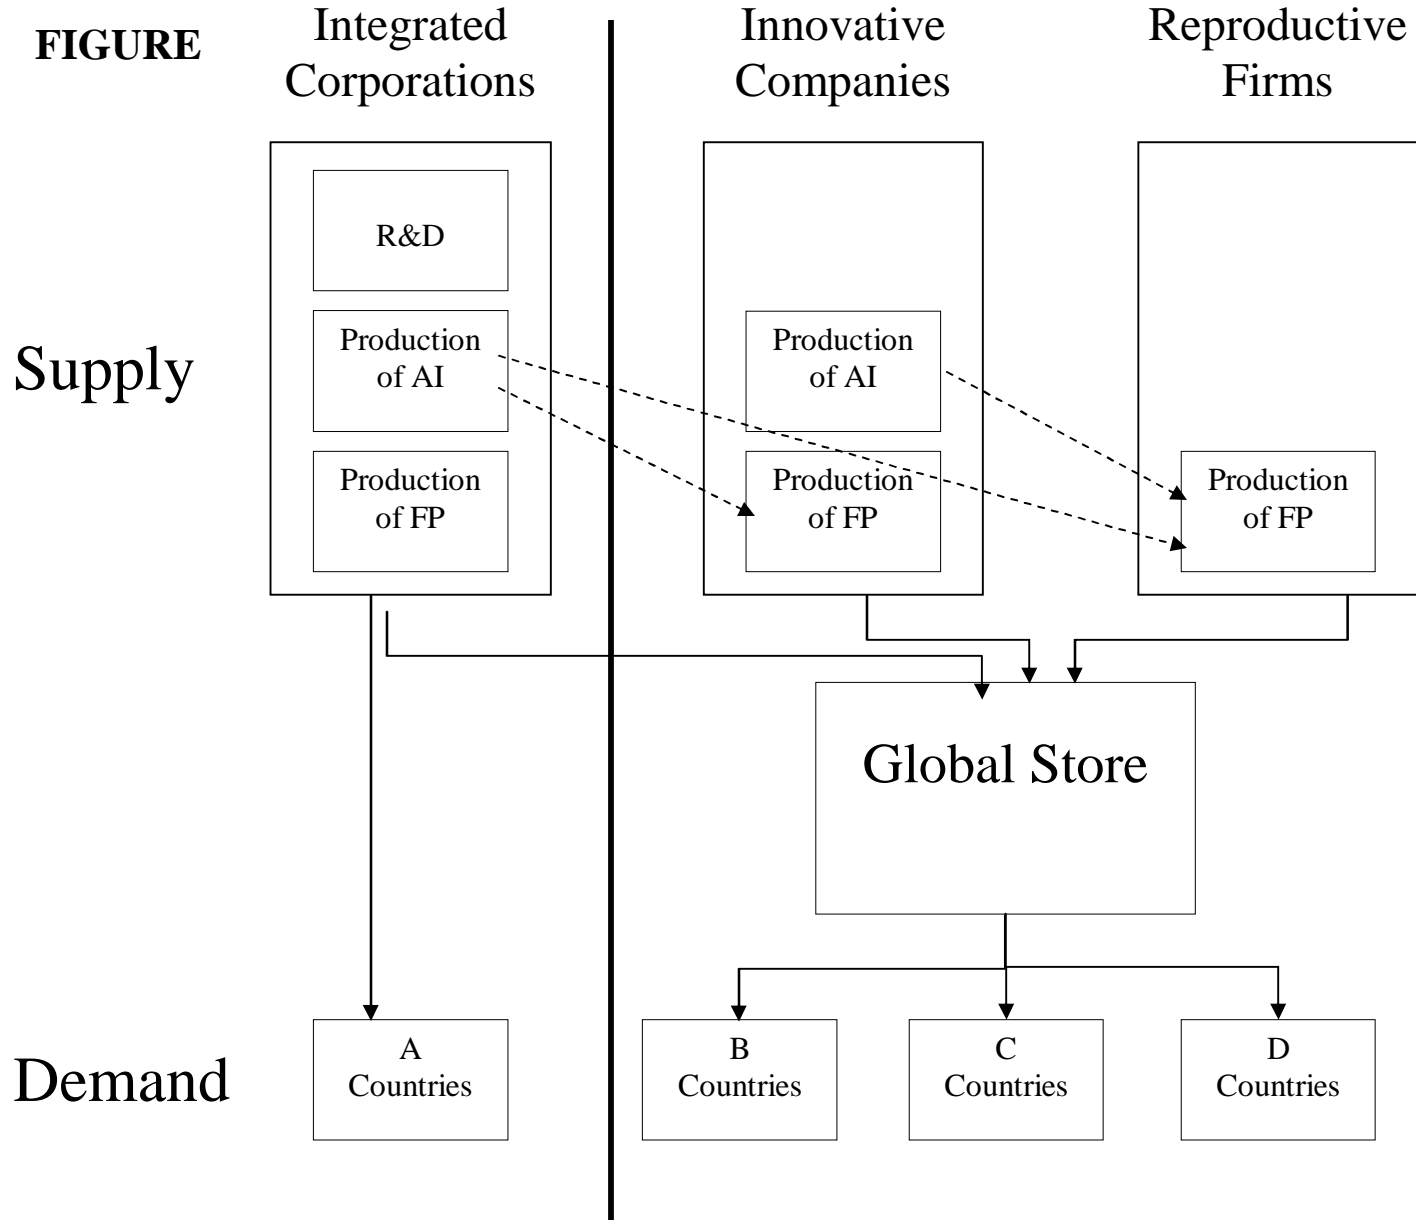 FIGURE
Integrated
Corporations
Innovative
Companies
Reproductive
Firms
Supply
R&D
Production
of AI
Production
of FP
Production
of AI
Production
of FP
Production
of FP
Global Store
Demand
A
Countries
B
Countries
C
Countries
D
Countries